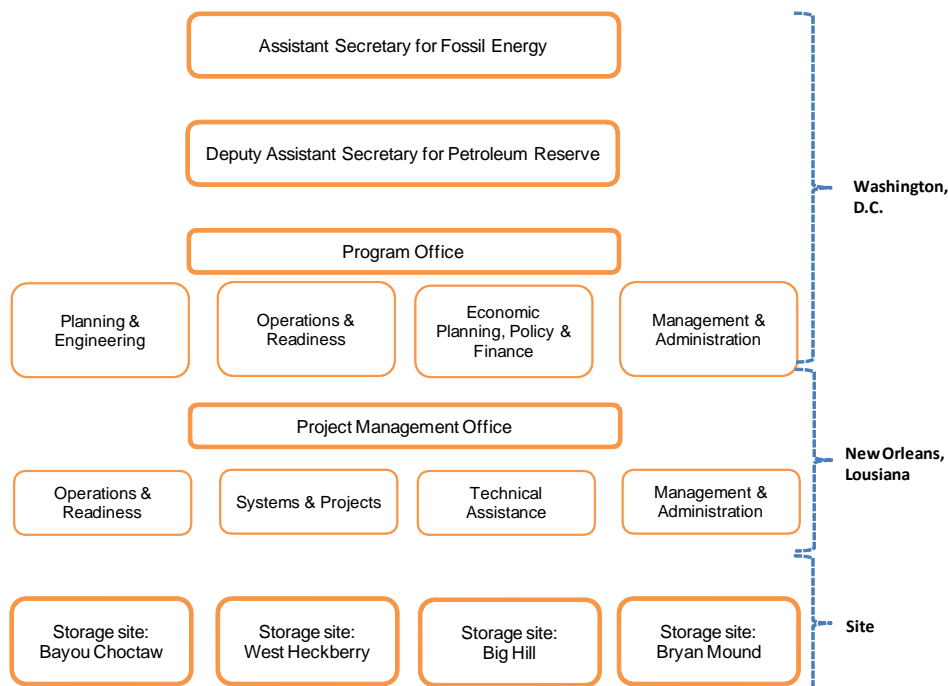 Assistant Secretary for Fossil Energy
Deputy Assistant Secretary for Petroleum Reserve
Washington,
D.C.
Program Office
Planning &
Engineering
Operations &
Readiness
Economic
Planning, Policy &
Finance
Management &
Administration
Project Management Office
New Orleans,
Lousiana
Operations &
Readiness
Systems & Projects
Technical
Assistance
Management &
Administration
Storage site:
Bayou Choctaw
Storage site:
West Heckberry
Storage site:
Big Hill
Storage site:
Bryan Mound
Site